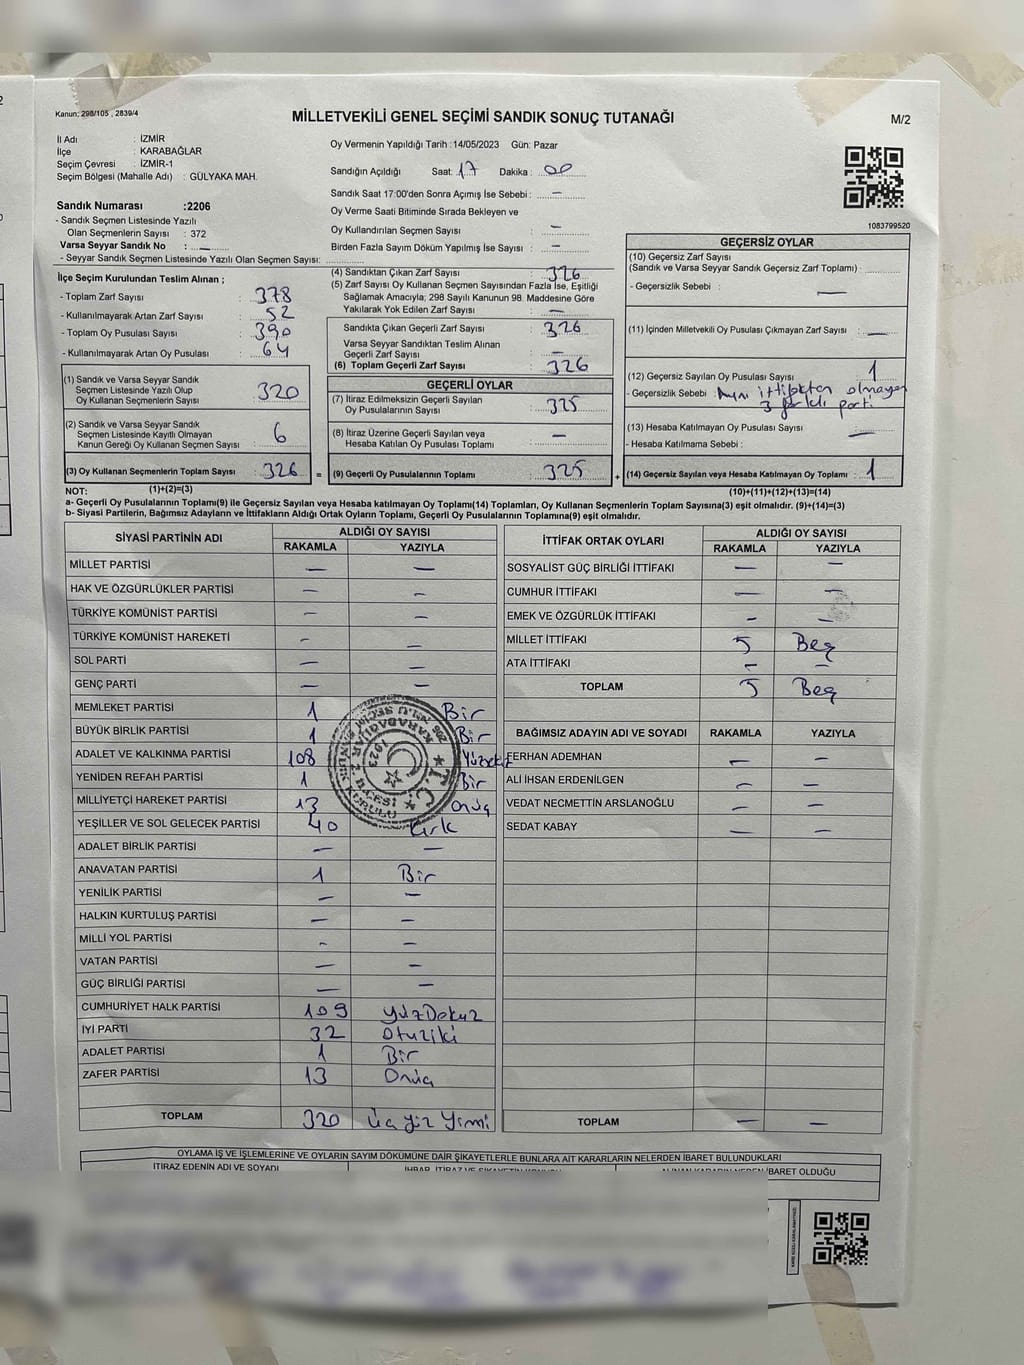 Kanun: 298/105 , 2839/4
MİLLETVEKİLİ GENEL SEÇİMİ SANDIK SONUÇ TUTANAĞI
M/2
İl Adı : İZMİR
İlçe : KARABAĞLAR
Seçim Çevresi : İZMİR-1
Seçim Bölgesi (Mahalle Adı) : GÜLYAKA MAH.
Oy Vermenin Yapıldığı Tarih :14/05/2023 Gün: Pazar
Sandığın Açıldığı Saat: 17 Dakika : 00
Sandık Saat 17:00'den Sonra Açımış İse Sebebi : —
Oy Verme Saati Bitiminde Sırada Bekleyen ve
Oy Kullandırılan Seçmen Sayısı : —
Birden Fazla Sayım Döküm Yapılmış İse Sayısı : —
1083799520
Sandık Numarası :2206
- Sandık Seçmen Listesinde Yazılı
Olan Seçmenlerin Sayısı : 372
Varsa Seyyar Sandık No : —
- Seyyar Sandık Seçmen Listesinde Yazılı Olan Seçmen Sayısı:
İlçe Seçim Kurulundan Teslim Alınan ;
- Toplam Zarf Sayısı : 378
- Kullanılmayarak Artan Zarf Sayısı : 52
- Toplam Oy Pusulası Sayısı : 390
- Kullanılmayarak Artan Oy Pusulası : 64
(1) Sandık ve Varsa Seyyar Sandık
Seçmen Listesinde Yazılı Olup
Oy Kullanan Seçmenlerin Sayısı : 320
(2) Sandık ve Varsa Seyyar Sandık
Seçmen Listesinde Kayıtlı Olmayan
Kanun Gereği Oy Kullanan Seçmen Sayısı : 6
(3) Oy Kullanan Seçmenlerin Toplam Sayısı : 326 =
(1)+(2)=(3)
(4) Sandıktan Çıkan Zarf Sayısı : 326
(5) Zarf Sayısı Oy Kullanan Seçmen Sayısından Fazla İse, Eşitliği
Sağlamak Amacıyla; 298 Sayılı Kanunun 98. Maddesine Göre
Yakılarak Yok Edilen Zarf Sayısı : —
Sandıkta Çıkan Geçerli Zarf Sayısı : 326
Varsa Seyyar Sandıktan Teslim Alınan
Geçerli Zarf Sayısı : —
(6) Toplam Geçerli Zarf Sayısı : 326
GEÇERLİ OYLAR
(7) İtiraz Edilmeksizin Geçerli Sayılan
Oy Pusulalarının Sayısı : 325
(8) İtiraz Üzerine Geçerli Sayılan veya
Hesaba Katılan Oy Pusulası Toplamı : —
(9) Geçerli Oy Pusulalarının Toplamı : 325 +
GEÇERSİZ OYLAR
(10) Geçersiz Zarf Sayısı
(Sandık ve Varsa Seyyar Sandık Geçersiz Zarf Toplamı) :
- Geçersizlik Sebebi : —
(11) İçinden Milletvekili Oy Pusulası Çıkmayan Zarf Sayısı : —
(12) Geçersiz Sayılan Oy Pusulası Sayısı : 1
- Geçersizlik Sebebi : Aynı ittifaktan olmayan
3 farklı parti
(13) Hesaba Katılmayan Oy Pusulası Sayısı : —
- Hesaba Katılmama Sebebi :
(14) Geçersiz Sayılan veya Hesaba Katılmayan Oy Toplamı : 1
(10)+(11)+(12)+(13)=(14)
NOT:
a- Geçerli Oy Pusulalarının Toplamı(9) ile Geçersiz Sayılan veya Hesaba katılmayan Oy Toplamı(14) Toplamları, Oy Kullanan Seçmenlerin Toplam Sayısına(3) eşit olmalıdır. (9)+(14)=(3)
b- Siyasi Partilerin, Bağımsız Adayların ve İttifakların Aldığı Ortak Oyların Toplamı, Geçerli Oy Pusulalarının Toplamına(9) eşit olmalıdır.
SİYASİ PARTİNİN ADI ALDIĞI OY SAYISI
RAKAMLA YAZIYLA
MİLLET PARTİSİ — —
HAK VE ÖZGÜRLÜKLER PARTİSİ — —
TÜRKİYE KOMÜNİST PARTİSİ — —
TÜRKİYE KOMÜNİST HAREKETİ — —
SOL PARTİ — —
GENÇ PARTİ — —
MEMLEKET PARTİSİ 1 Bir
BÜYÜK BİRLİK PARTİSİ 1 Bir
ADALET VE KALKINMA PARTİSİ 108 Yüzsekiz
YENİDEN REFAH PARTİSİ 1 Bir
MİLLİYETÇİ HAREKET PARTİSİ 13 Onüç
YEŞİLLER VE SOL GELECEK PARTİSİ 40 Kırk
ADALET BİRLİK PARTİSİ — —
ANAVATAN PARTİSİ 1 Bir
YENİLİK PARTİSİ — —
HALKIN KURTULUŞ PARTİSİ — —
MİLLİ YOL PARTİSİ — —
VATAN PARTİSİ — —
GÜÇ BİRLİĞİ PARTİSİ — —
CUMHURİYET HALK PARTİSİ 109 YüzDokuz
İYİ PARTİ 32 Otuziki
ADALET PARTİSİ 1 Bir
ZAFER PARTİSİ 13 Onüç
TOPLAM 320 Üç yüz Yirmi
İTTİFAK ORTAK OYLARI ALDIĞI OY SAYISI
RAKAMLA YAZIYLA
SOSYALİST GÜÇ BİRLİĞİ İTTİFAKI — —
CUMHUR İTTİFAKI — —
EMEK VE ÖZGÜRLÜK İTTİFAKI — —
MİLLET İTTİFAKI 5 Beş
ATA İTTİFAKI — —
TOPLAM 5 Beş
BAĞIMSIZ ADAYIN ADI VE SOYADI RAKAMLA YAZIYLA
FERHAN ADEMHAN — —
ALİ İHSAN ERDENİLGEN — —
VEDAT NECMETTİN ARSLANOĞLU — —
SEDAT KABAY — —
TOPLAM — —
T.C.
1923
OYLAMA İŞ VE İŞLEMLERİNE VE OYLARIN SAYIM DÖKÜMÜNE DAİR ŞİKAYETLERLE BUNLARA AİT KARARLARIN NELERDEN İBARET BULUNDUKLARI
İTİRAZ EDENİN ADI VE SOYADI
İBARET OLDUĞU